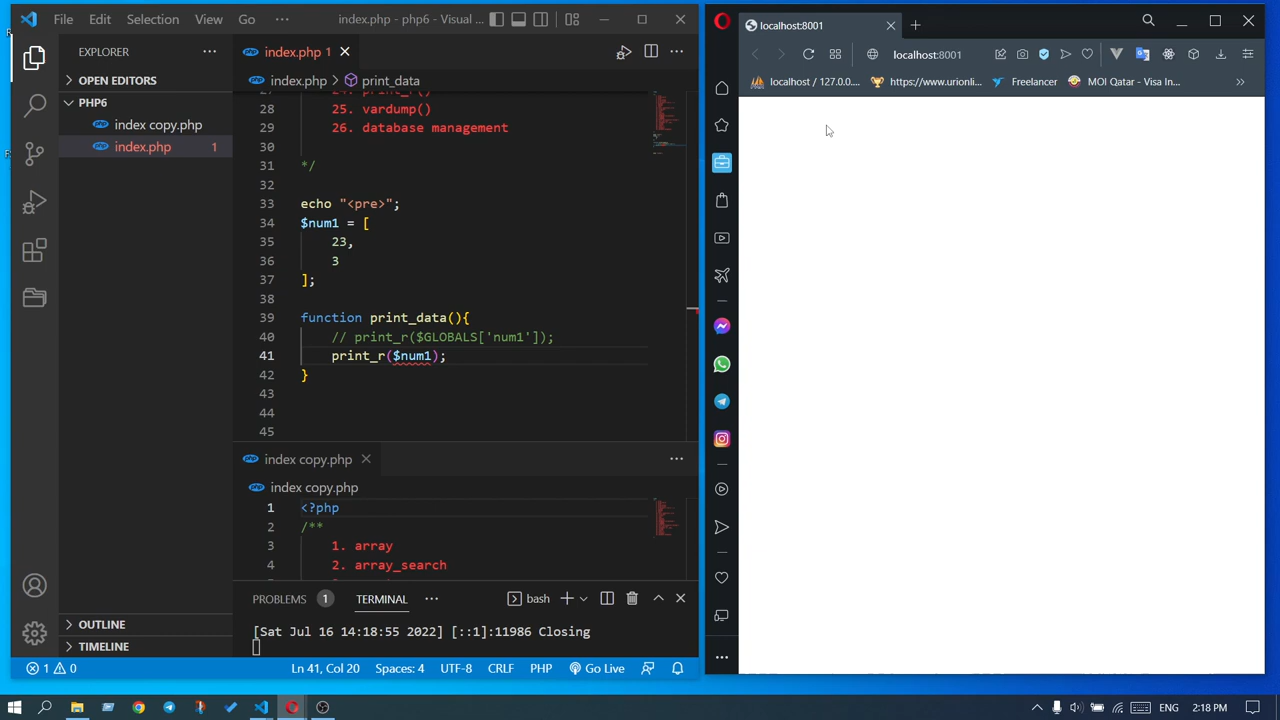 File Edit Selection View Go ··· index.php - php6 - Visual ...
EXPLORER
OPEN EDITORS
PHP6
index copy.php
index.php 1
OUTLINE
TIMELINE
index.php 1
index.php > print_data
27 24. print_r()
28 25. vardump()
29 26. database management
30
31 */
32
33 echo "<pre>";
34 $num1 = [
35 23,
36 3
37 ];
38
39 function print_data(){
40 // print_r($GLOBALS['num1']);
41 print_r($num1);
42 }
43
44
45
index copy.php
index copy.php
1 <?php
2 /**
3 1. array
4 2. array_search
PROBLEMS 1 TERMINAL ··· bash
[Sat Jul 16 14:18:55 2022] [::1]:11986 Closing
1 0 Ln 41, Col 20 Spaces: 4 UTF-8 CRLF PHP Go Live
localhost:8001
localhost:8001
localhost / 127.0.0.... https://www.urionli... Freelancer MOI Qatar - Visa In...
ENG 2:18 PM